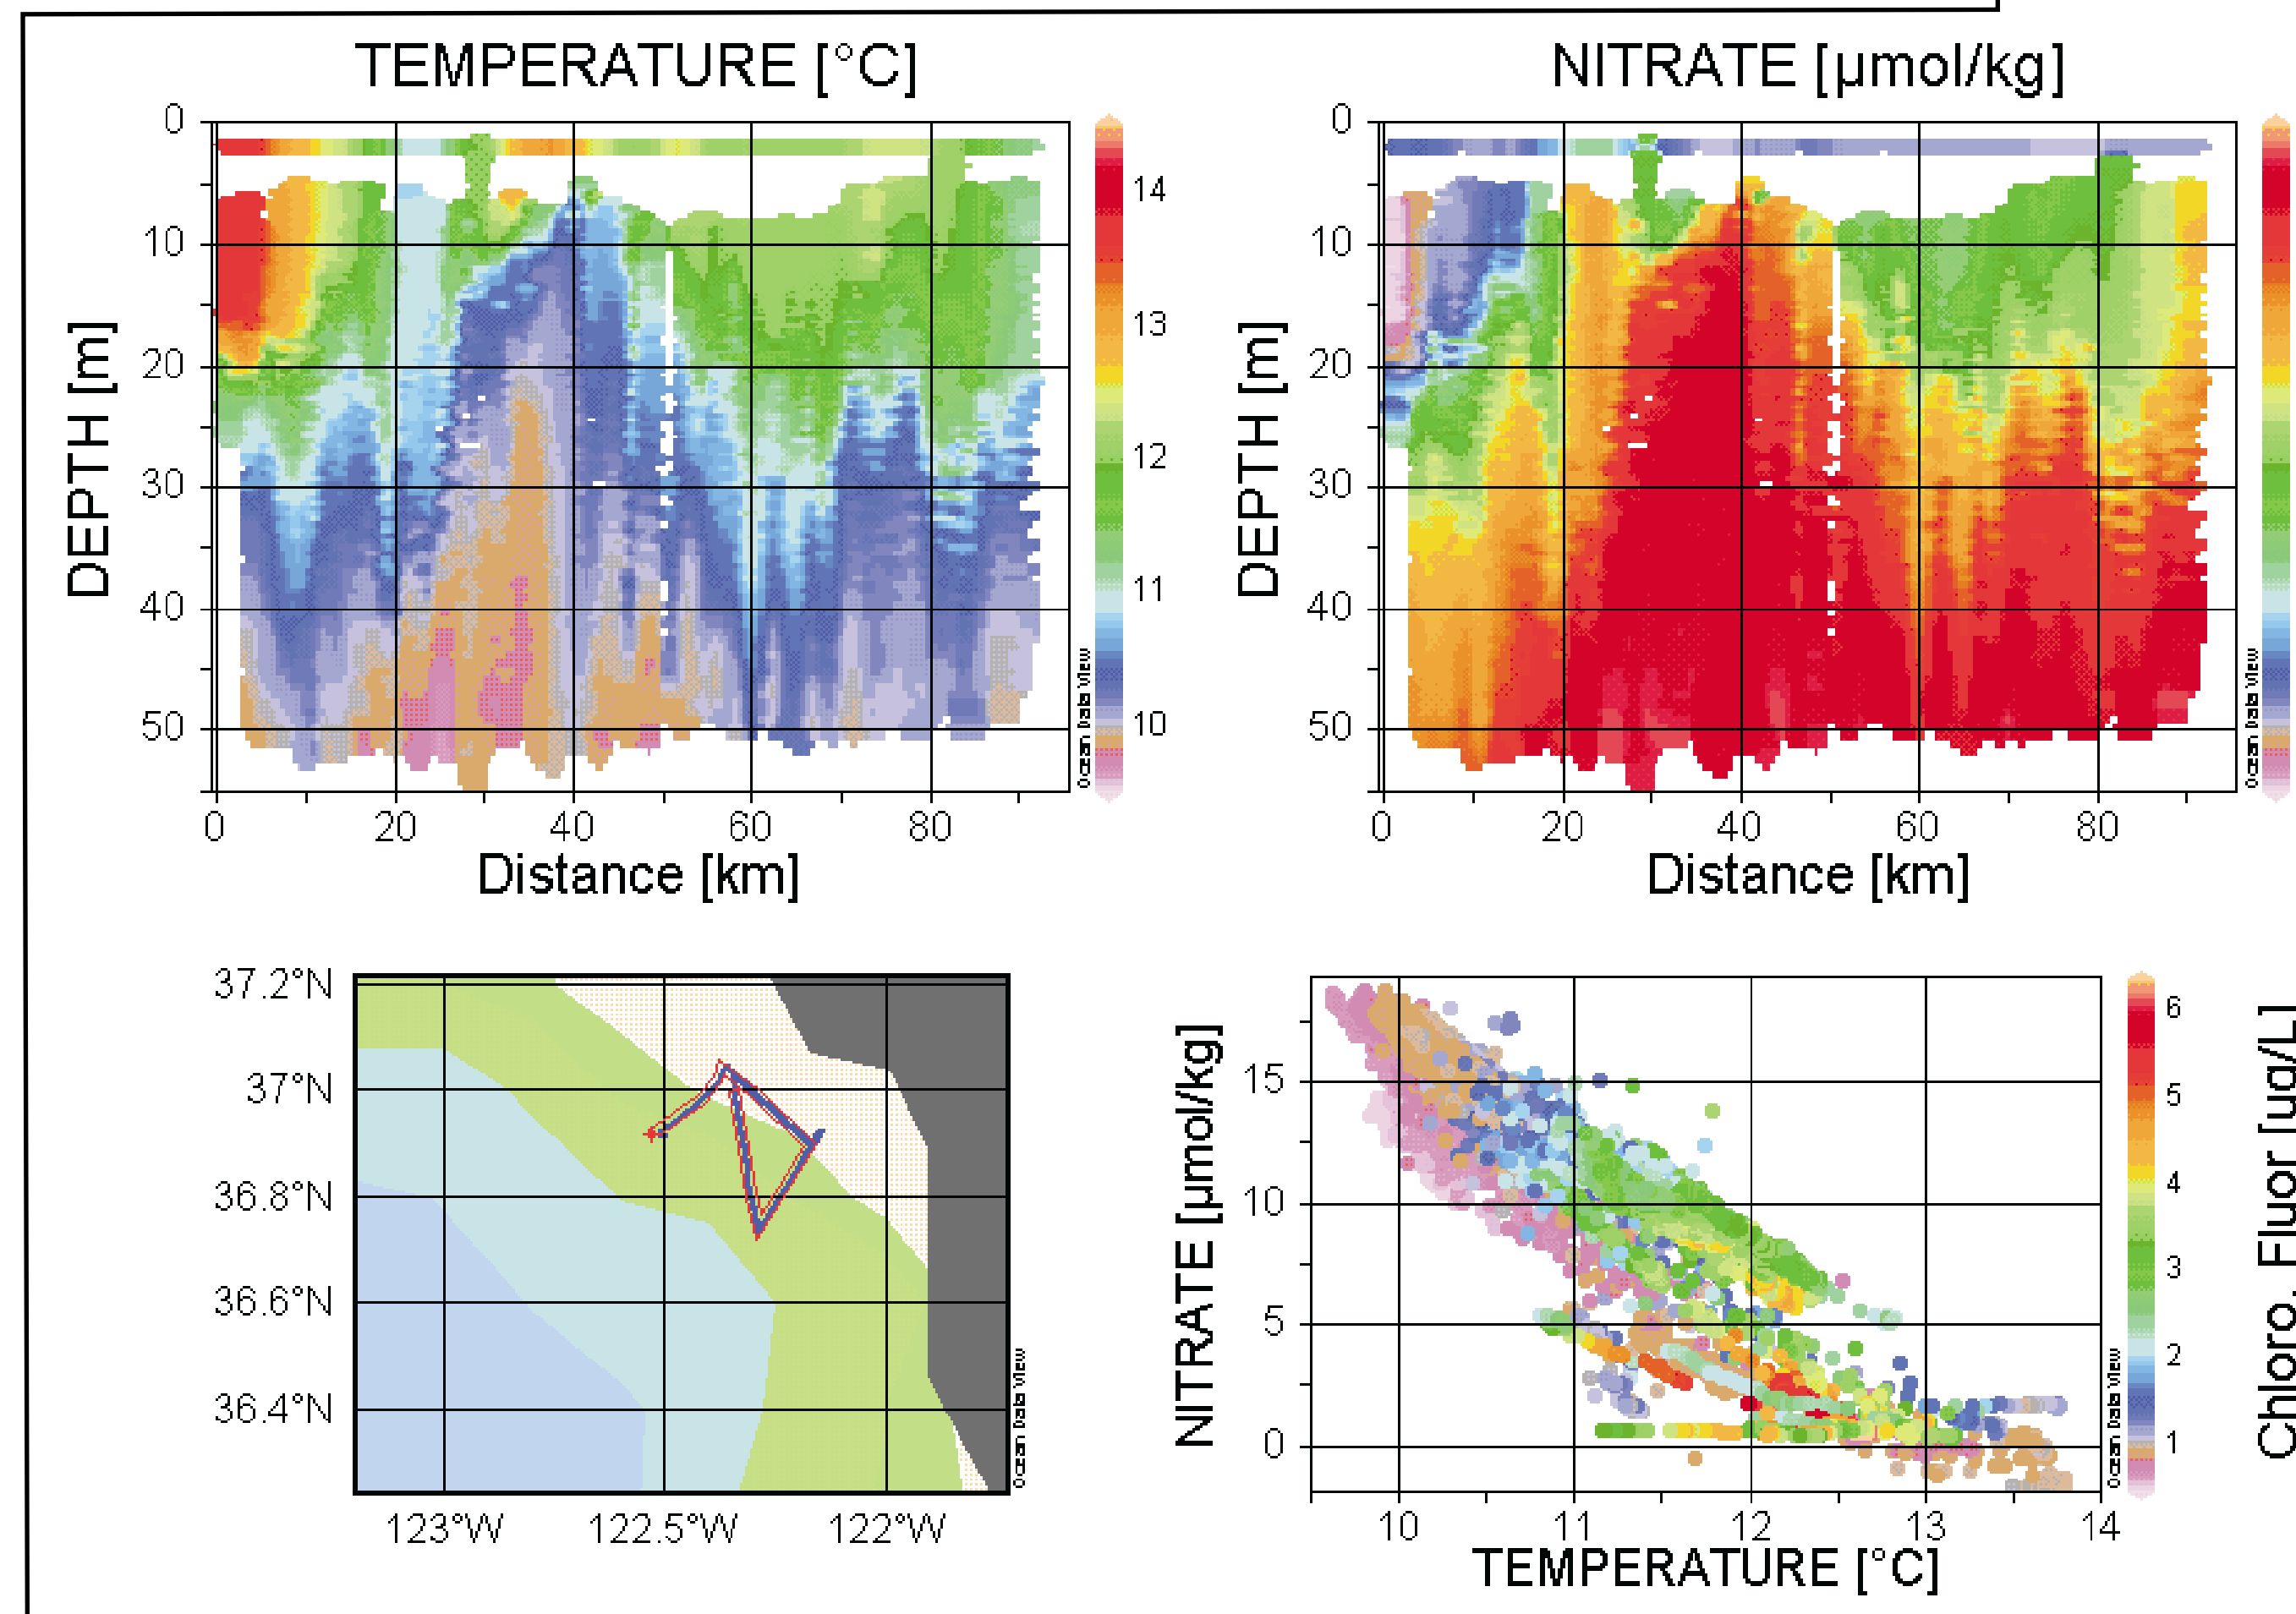 TEMPERATURE [°C]
0
10
20
30
40
50
DEPTH [m]
0
20
40
60
80
Distance [km]
14
13
12
11
10
Ocean Data View
NITRATE [µmol/kg]
0
10
20
30
40
50
DEPTH [m]
0
20
40
60
80
Distance [km]
Ocean Data View
37.2°N
37°N
36.8°N
36.6°N
36.4°N
123°W
122.5°W
122°W
Ocean Data View
NITRATE [µmol/kg]
15
10
5
0
10
11
12
13
14
TEMPERATURE [°C]
6
5
4
3
2
1
Ocean Data View
Chloro. Fluor [ug/L]